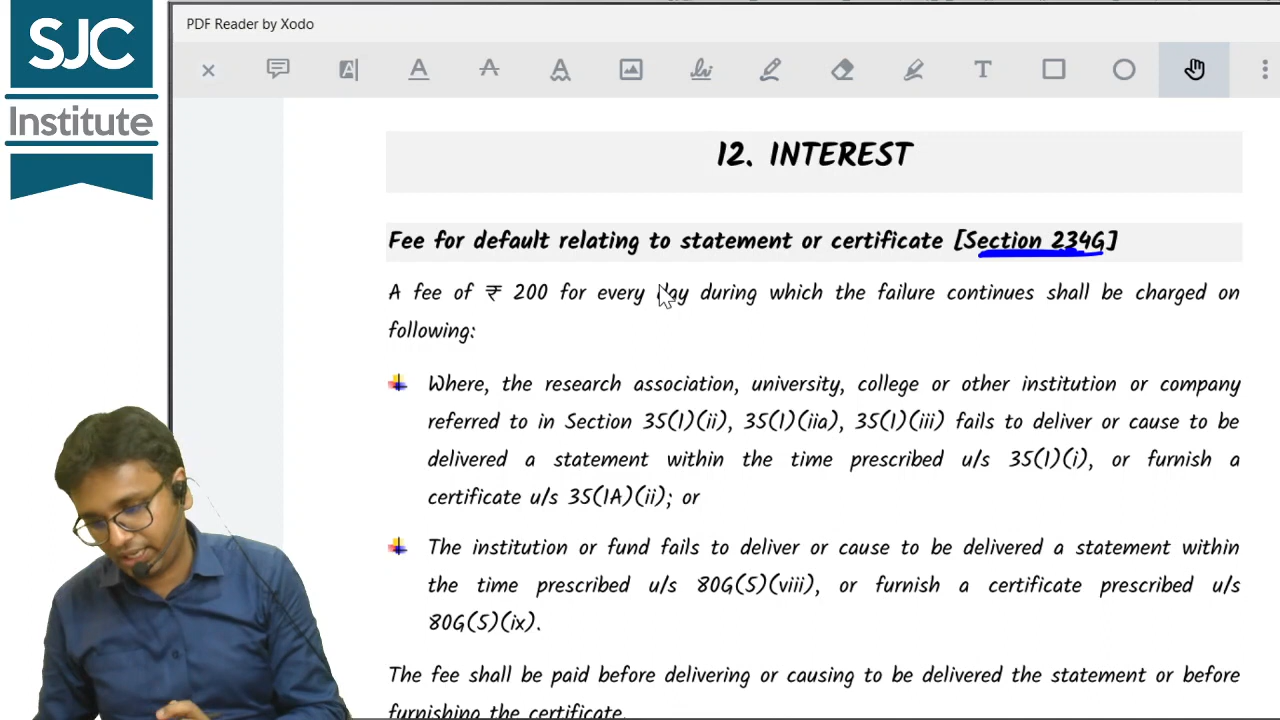 SJC
Institute
PDF Reader by Xodo
12. INTEREST
Fee for default relating to statement or certificate [Section 234G]
A fee of ₹ 200 for every day during which the failure continues shall be charged on
following:
Where, the research association, university, college or other institution or company
referred to in Section 35(1)(ii), 35(1)(iia), 35(1)(iii) fails to deliver or cause to be
delivered a statement within the time prescribed u/s 35(1)(i), or furnish a
certificate u/s 35(1A)(ii); or
The institution or fund fails to deliver or cause to be delivered a statement within
the time prescribed u/s 80G(5)(viii), or furnish a certificate prescribed u/s
80G(5)(ix).
The fee shall be paid before delivering or causing to be delivered the statement or before
furnishing the certificate.